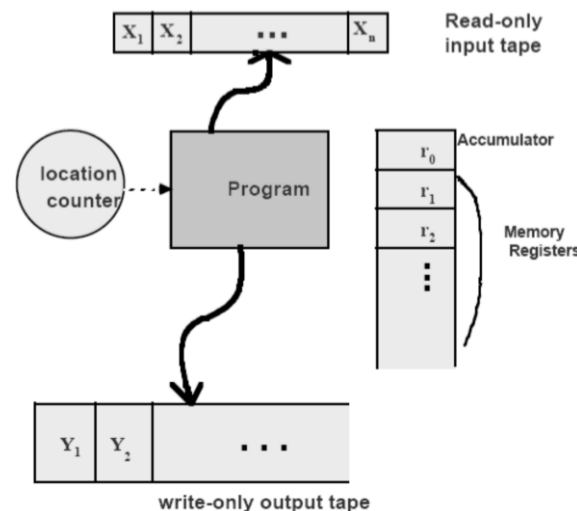 X1 X2 ... Xn
Read-only
input tape
location
counter
Program
r0
Accumulator
r1
r2
Memory
Registers
Y1 Y2 ...
write-only output tape